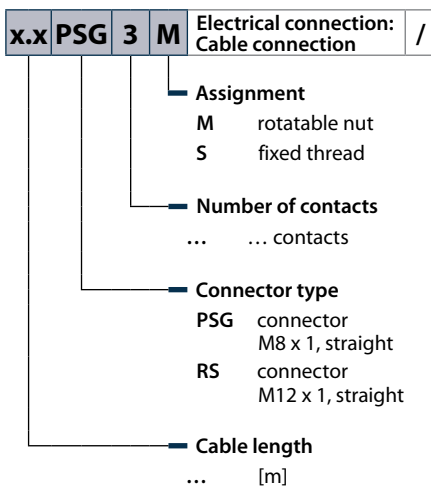 x.x PSG 3 M Electrical connection: /
Cable connection
Assignment
M rotatable nut
S fixed thread
Number of contacts
… … contacts
Connector type
PSG connector
M8 x 1, straight
RS connector
M12 x 1, straight
Cable length
… [m]